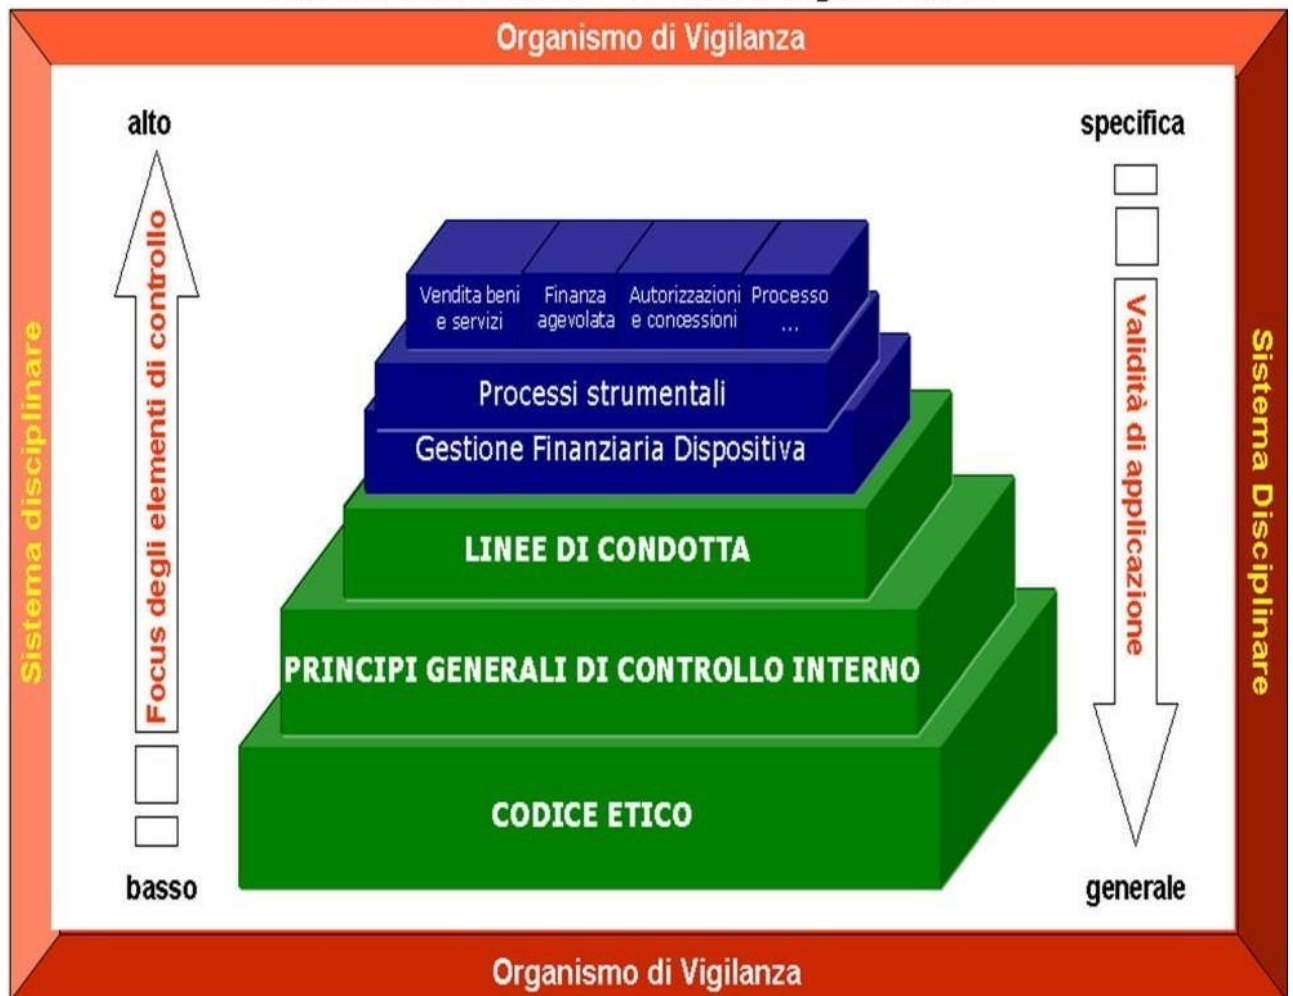 Organismo di Vigilanza
alto
specifica
Sistema disciplinare
Focus degli elementi di controllo
Vendita beni
e servizi
Finanza
agevolata
Autorizzazioni
e concessioni
Processo
...
Processi strumentali
Gestione Finanziaria Dispositiva
LINEE DI CONDOTTA
PRINCIPI GENERALI DI CONTROLLO INTERNO
CODICE ETICO
Validità di applicazione
Sistema Disciplinare
basso
generale
Organismo di Vigilanza